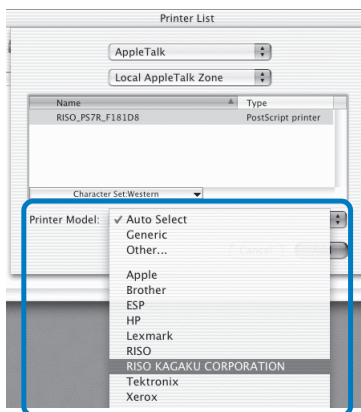 Printer List
AppleTalk
Local AppleTalk Zone
Name Type
RISO_PS7R_F181D8 PostScript printer
Character Set:Western
Printer Model: ✓ Auto Select
Generic
Other...
Cancel
Apple
Brother
ESP
HP
Lexmark
RISO
RISO KAGAKU CORPORATION
Tektronix
Xerox